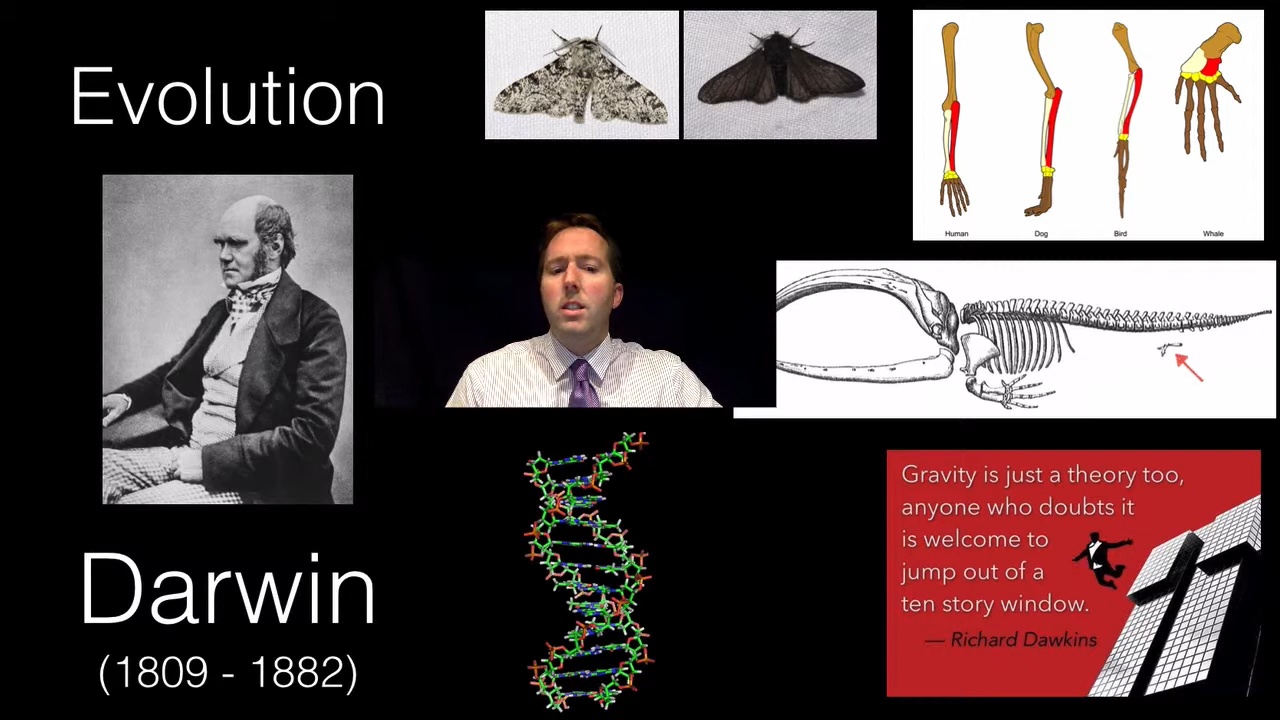 Evolution
Darwin
(1809 - 1882)
Human Dog Bird Whale
Gravity is just a theory too,
anyone who doubts it
is welcome to
jump out of a
ten story window.
— Richard Dawkins